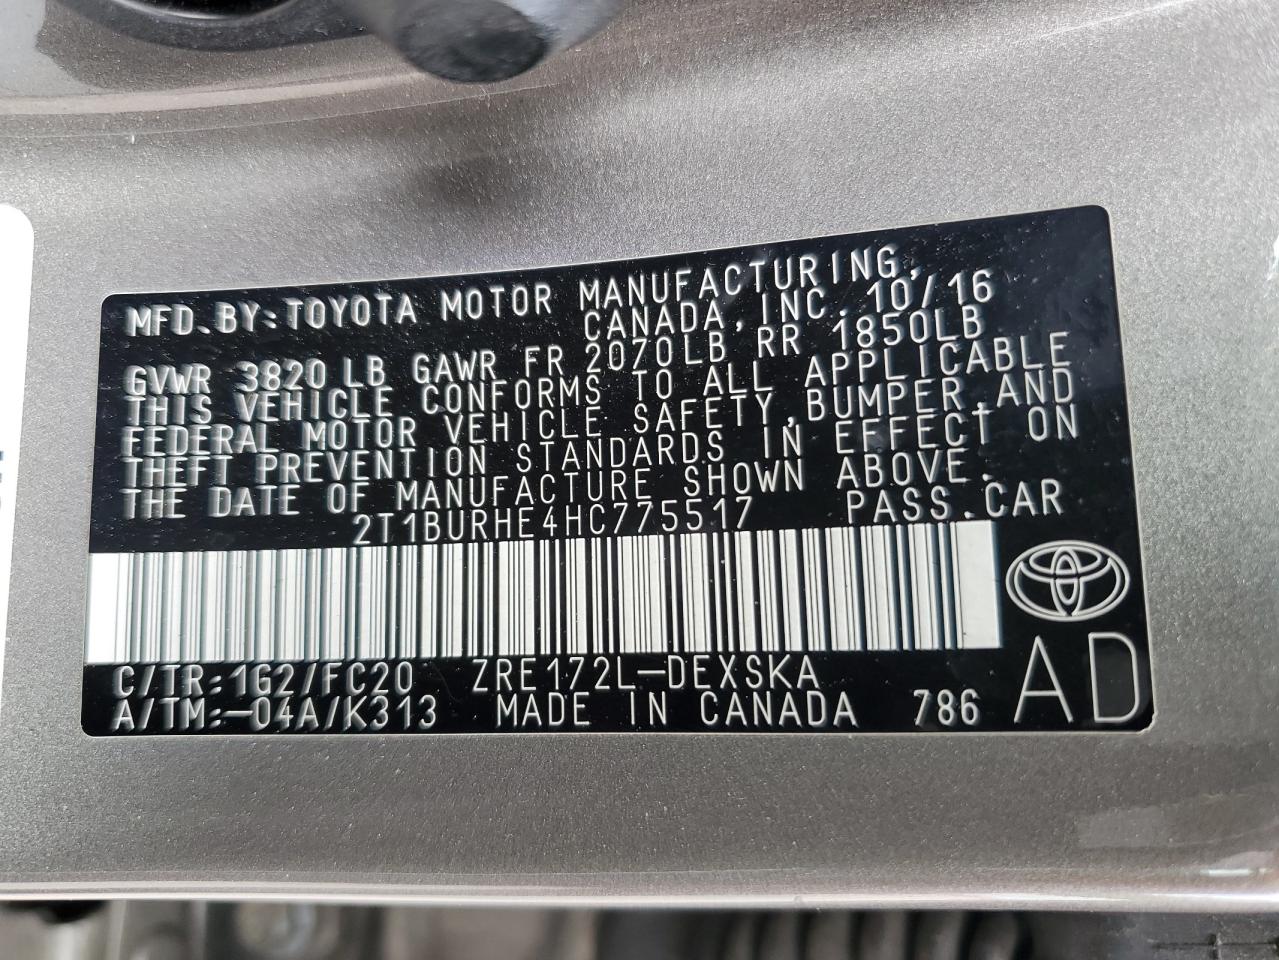 MFD. BY: TOYOTA MOTOR MANUFACTURING,
CANADA, INC. 10/16
GVWR 3820 LB GAWR FR 2070LB RR 1850LB
THIS VEHICLE CONFORMS TO ALL APPLICABLE
FEDERAL MOTOR VEHICLE SAFETY, BUMPER, AND
THEFT PREVENTION STANDARDS IN EFFECT ON
THE DATE OF MANUFACTURE SHOWN ABOVE.
2T1BURHE4HC775517 PASS. CAR
C/TR: 1G2/FC20 ZRE172L-DEXSKA
A/TM: -04A/K313 MADE IN CANADA 786 AD